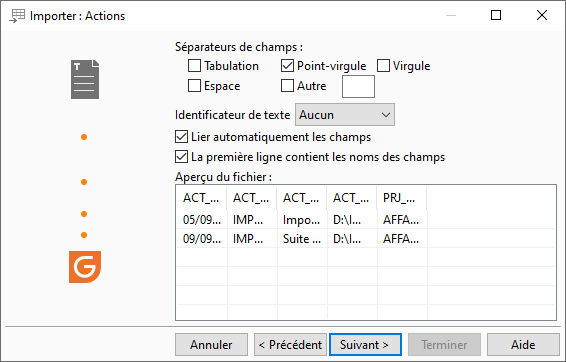 Importer : Actions
Séparateurs de champs :
Tabulation Point-virgule Virgule
Espace Autre
Identificateur de texte Aucun
Lier automatiquement les champs
La première ligne contient les noms des champs
Aperçu du fichier :
ACT_... ACT_... ACT_... ACT_... PRJ_...
05/09... IMP... Impo... D:\I... AFFA...
09/09... IMP... Suite ... D:\I... AFFA...
Annuler < Précédent Suivant > Terminer Aide